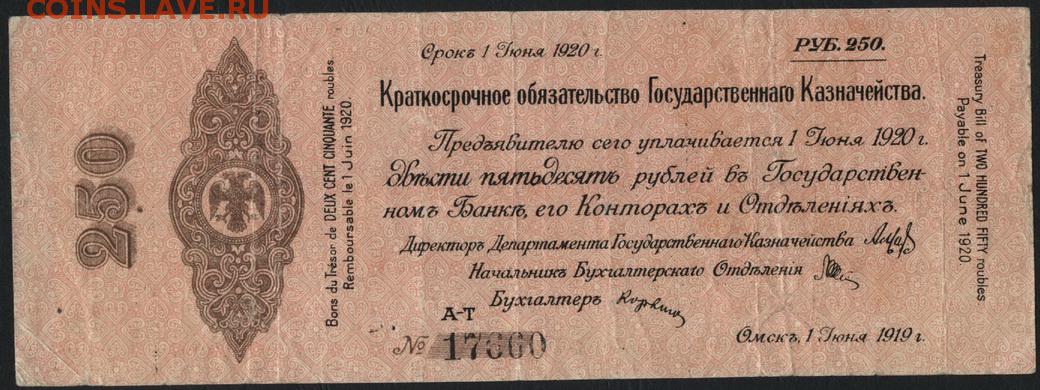 COINS.LAVE.RU
Срокъ 1 Іюня 1920 г.
РУБ. 250.
Краткосрочное обязательство Государственнаго Казначейства.
Предъявителю сего уплачивается 1 Іюня 1920 г.
двѣсти пятьдесятъ рублей въ Государствен-
номъ Банкѣ, его Конторахъ и Отдѣленіяхъ.
Директоръ Департамента Государственнаго Казначейства
Начальникъ Бухгалтерскаго Отдѣленія
Бухгалтеръ
А-Т
№ 17360
Омскъ, 1 Іюня 1919 г.
250
Bons du Trésor de DEUX CENT CINQUANTE roubles.
Remboursable le 1 Juin 1920.
Treasury Bill of TWO HUNDRED FIFTY roubles
Payable on 1 June 1920.